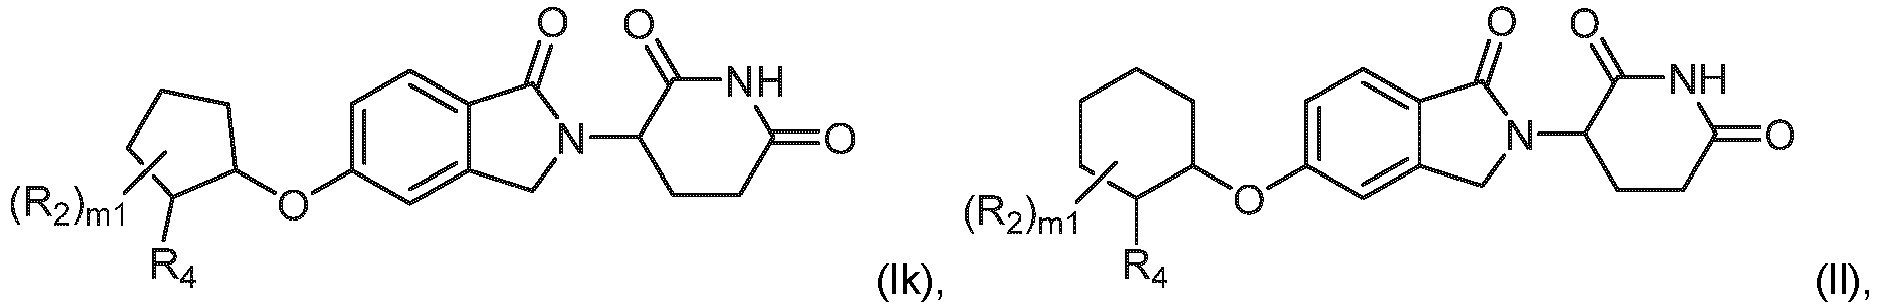 O O NH N O O (R2)m1 R4 (Ik),
O O NH N O O (R2)m1 R4 (Il),